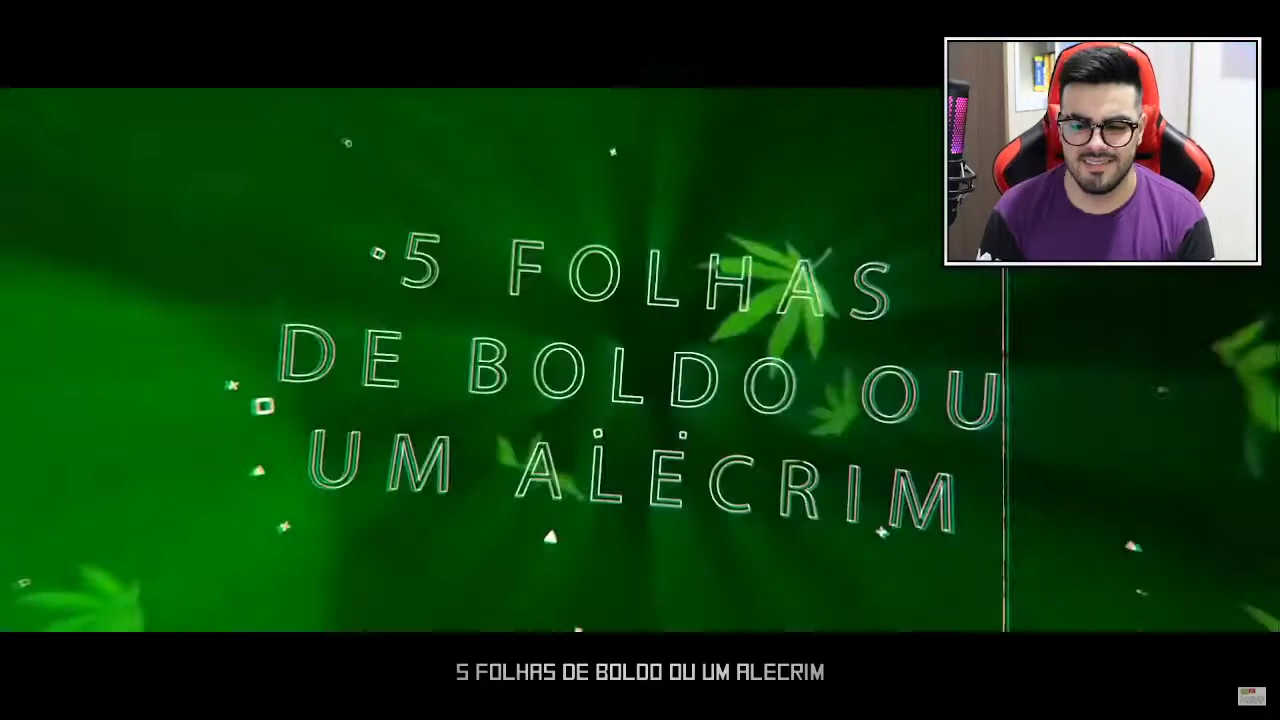 5 FOLHAS
DE BOLDO OU
UM ALECRIM
5 FOLHAS DE BOLDO OU UM ALECRIM